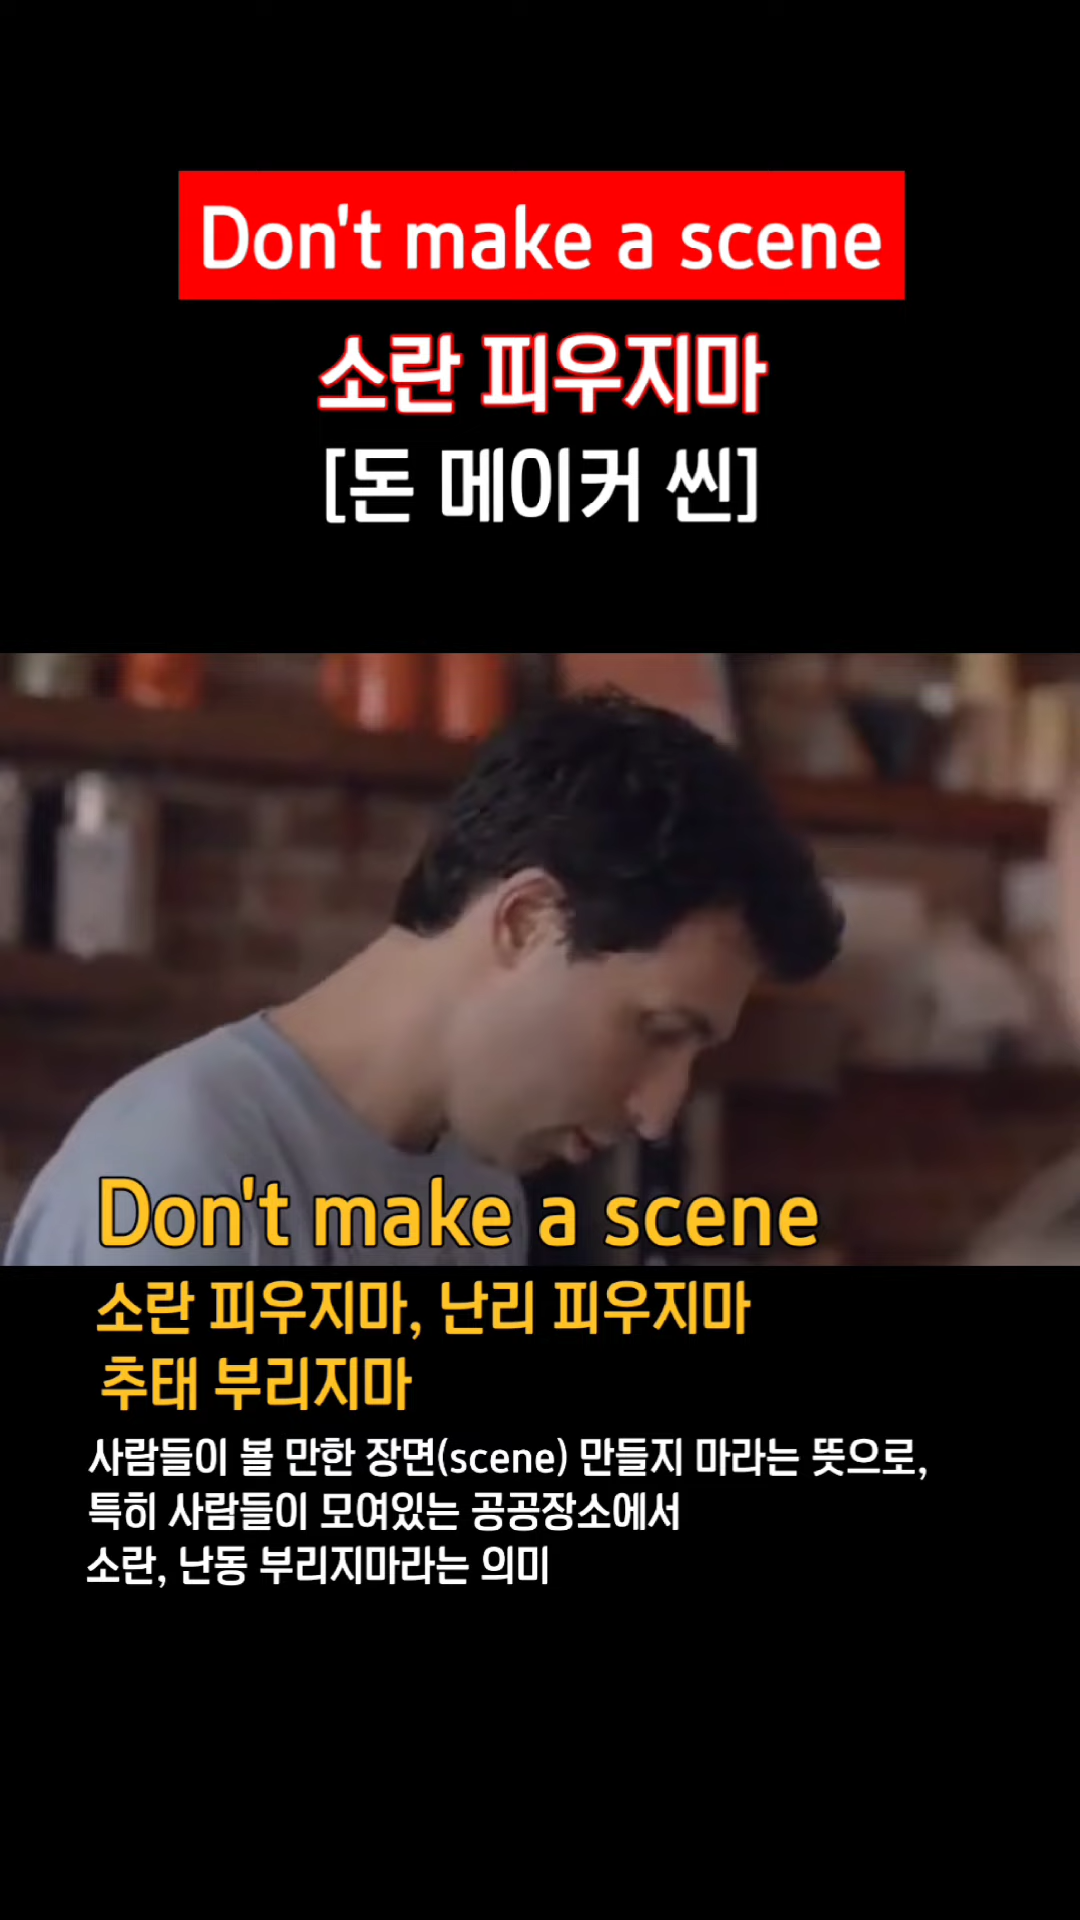 Don't make a scene
소란 피우지마
[돈 메이커 씬]
Don't make a scene
소란 피우지마, 난리 피우지마
추태 부리지마
사람들이 볼 만한 장면(scene) 만들지 마라는 뜻으로,
특히 사람들이 모여있는 공공장소에서
소란, 난동 부리지마라는 의미